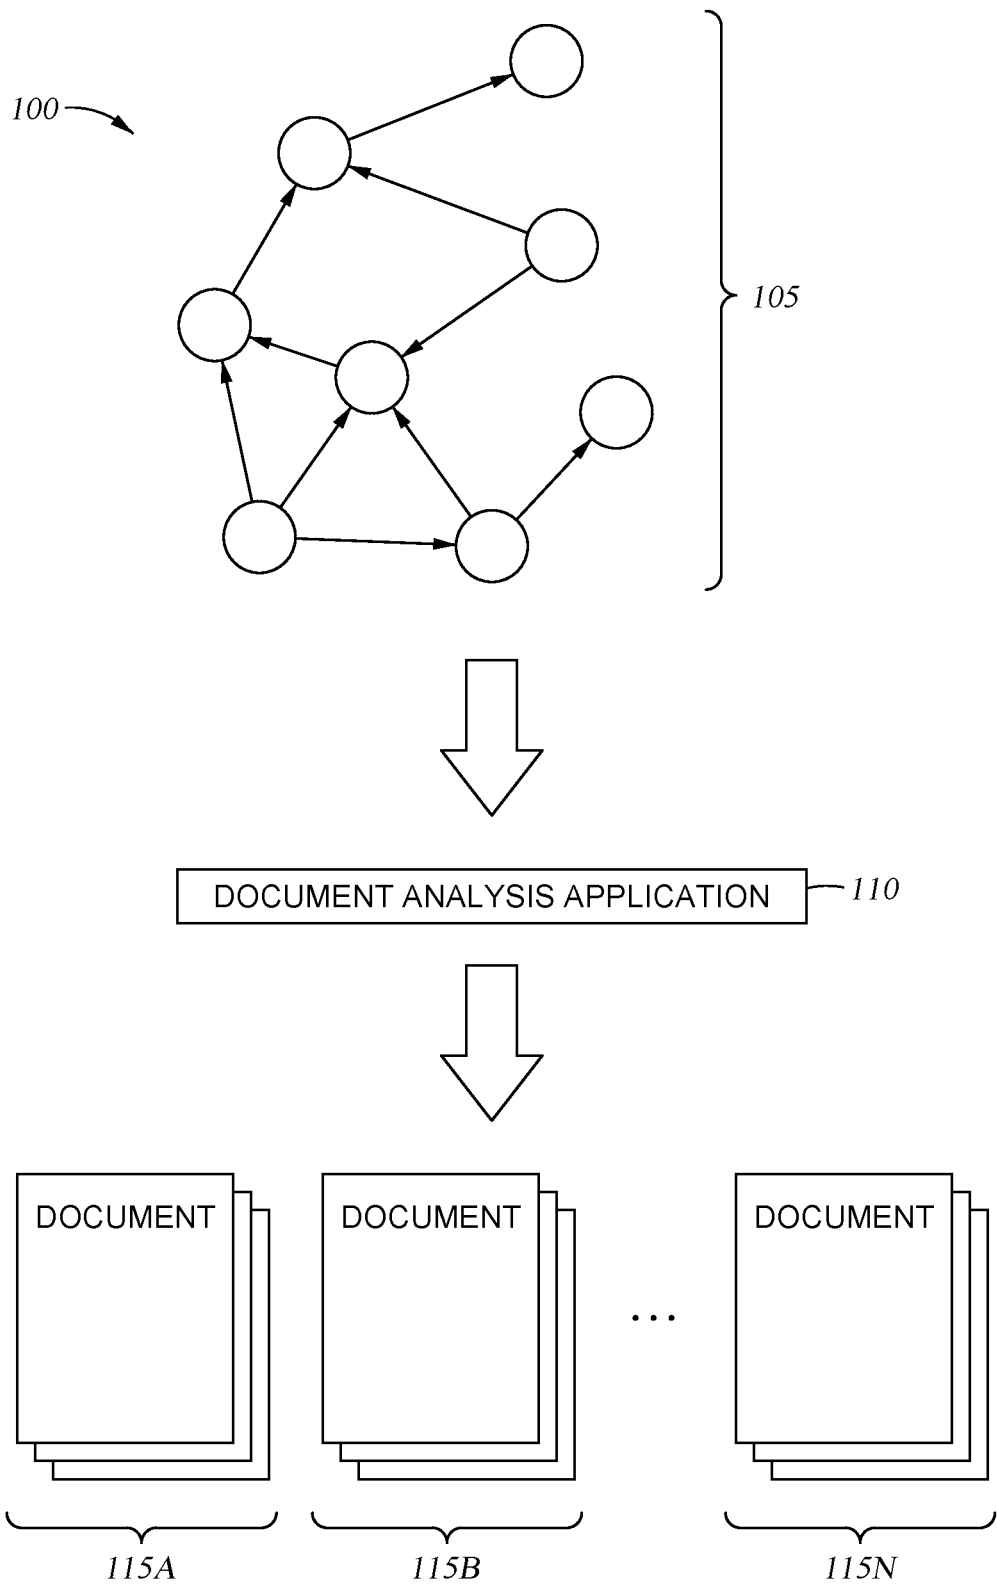 100
105
DOCUMENT ANALYSIS APPLICATION
110
DOCUMENT DOCUMENT ... DOCUMENT
115A 115B 115N